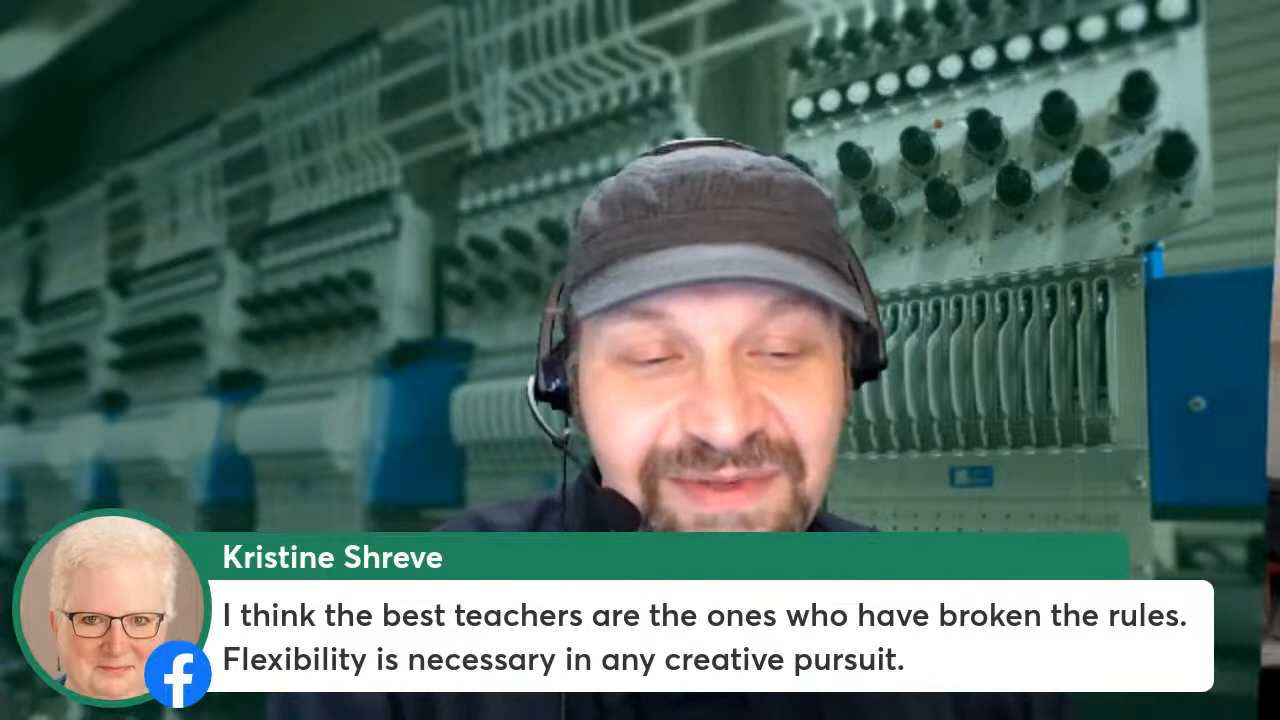 Kristine Shreve
I think the best teachers are the ones who have broken the rules.
Flexibility is necessary in any creative pursuit.